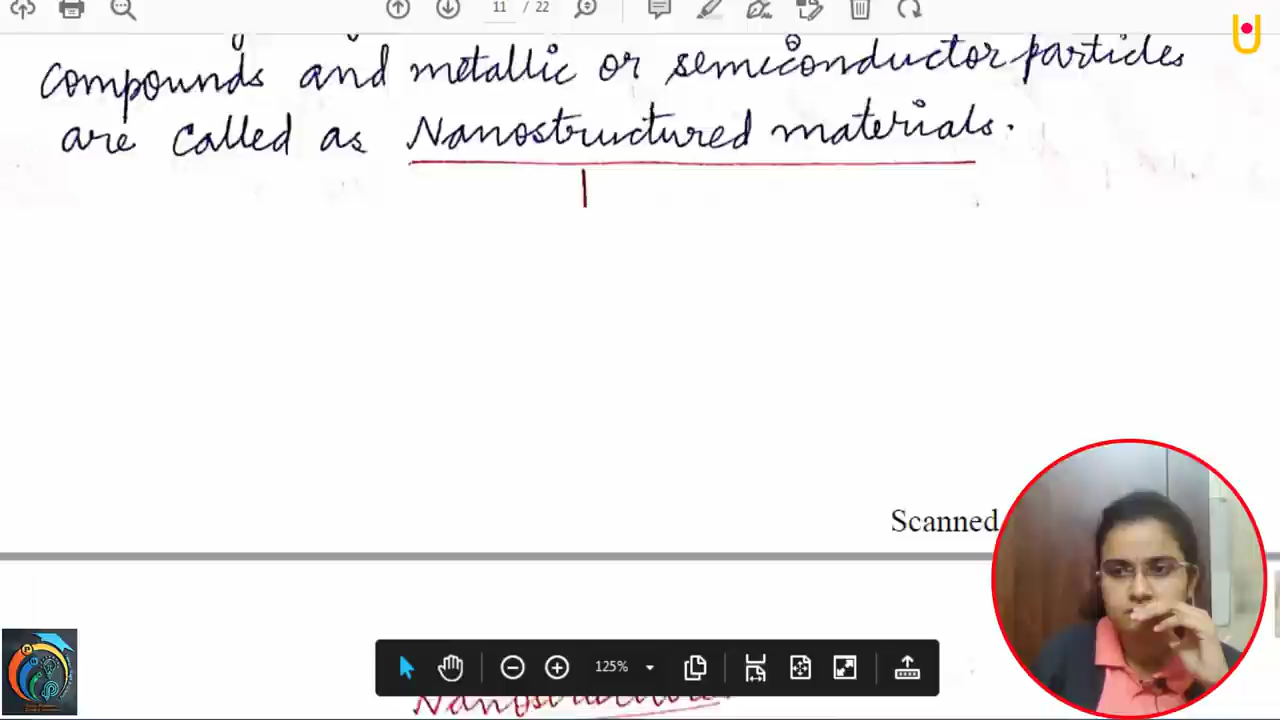 11 / 22
compounds and metallic or semiconductor particles
are called as Nanostructured materials.
Scanned
125%